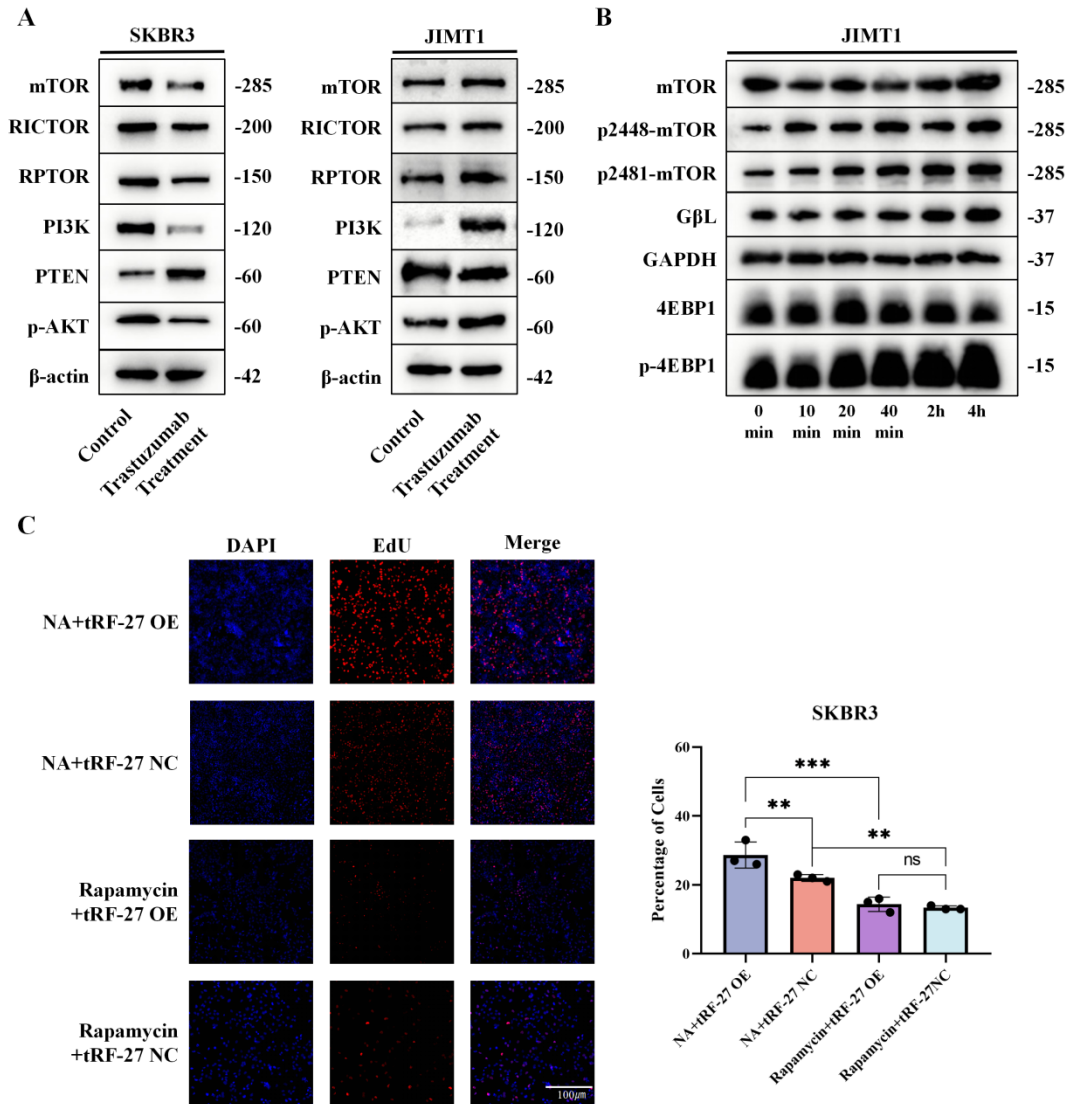 A
SKBR3
mTOR -285
RICTOR -200
RPTOR -150
PI3K -120
PTEN -60
p-AKT -60
β-actin -42
Control
Trastuzumab
Treatment
JIMT1
mTOR -285
RICTOR -200
RPTOR -150
PI3K -120
PTEN -60
p-AKT -60
β-actin -42
Control
Trastuzumab
Treatment
B
JIMT1
mTOR -285
p2448-mTOR -285
p2481-mTOR -285
GβL -37
GAPDH -37
4EBP1 -15
p-4EBP1 -15
0 10 20 40 2h 4h
min min min min
C
DAPI EdU Merge
NA+tRF-27 OE
NA+tRF-27 NC
Rapamycin
+tRF-27 OE
Rapamycin
+tRF-27 NC
100μm
SKBR3
Percentage of Cells
60
40
20
0
***
**
**
ns
NA+tRF-27 OE
NA+tRF-27 NC
Rapamycin+tRF-27 OE
Rapamycin+tRF-27NC